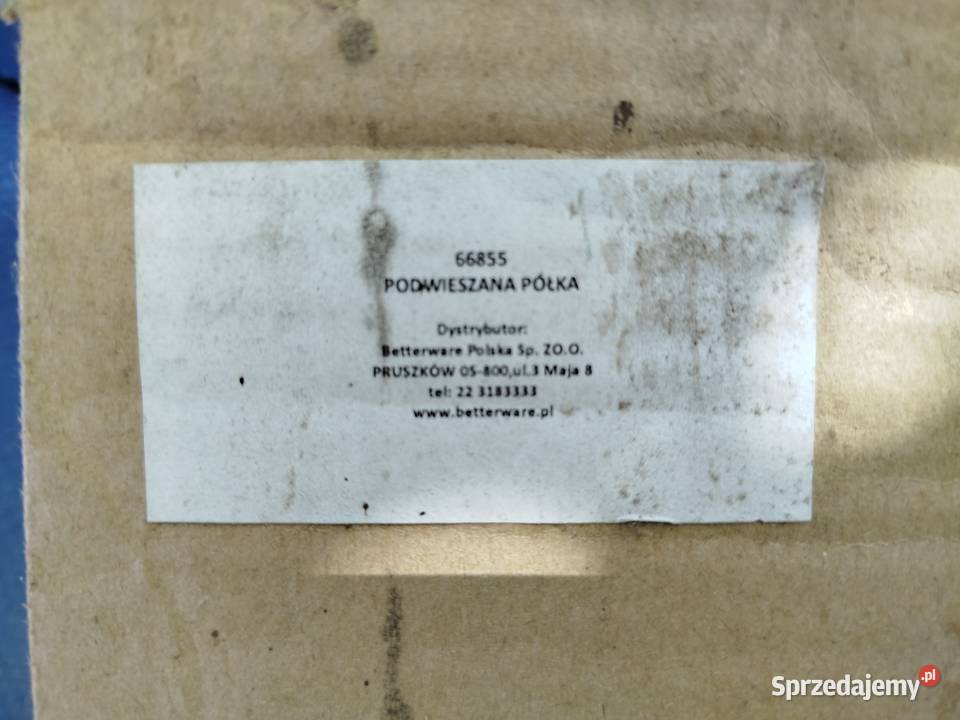 66855
PODWIESZANA PÓŁKA
Dystrybutor:
Betterware Polska Sp. ZO.O.
PRUSZKÓW 05-800,ul.3 Maja 8
tel: 22 3183333
www.betterware.pl
Sprzedajemy.pl